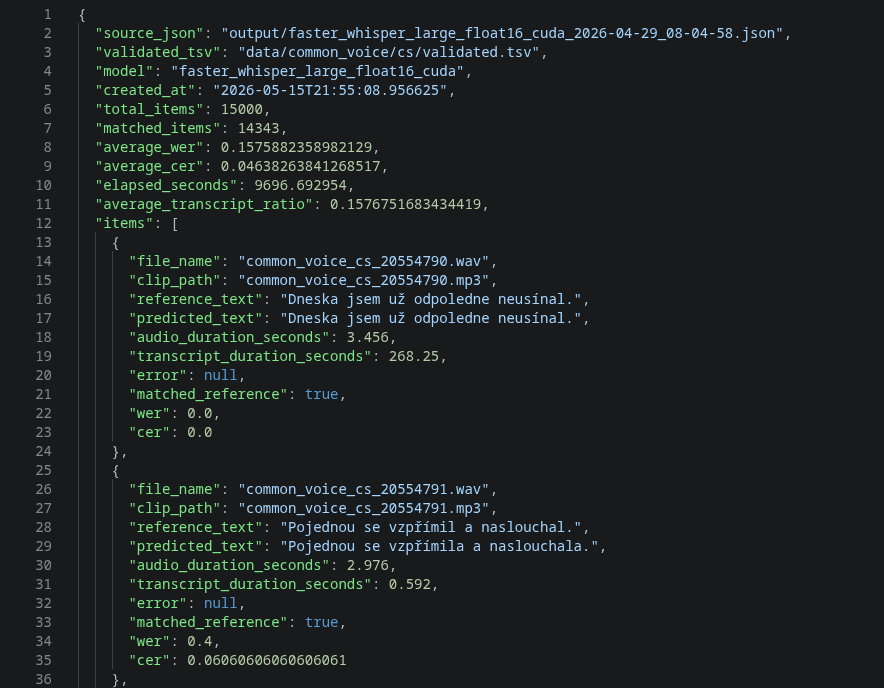 1 {
2 "source_json": "output/faster_whisper_large_float16_cuda_2026-04-29_08-04-58.json",
3 "validated_tsv": "data/common_voice/cs/validated.tsv",
4 "model": "faster_whisper_large_float16_cuda",
5 "created_at": "2026-05-15T21:55:08.956625",
6 "total_items": 15000,
7 "matched_items": 14343,
8 "average_wer": 0.1575882358982129,
9 "average_cer": 0.04638263841268517,
10 "elapsed_seconds": 9696.692954,
11 "average_transcript_ratio": 0.1576751683434419,
12 "items": [
13 {
14 "file_name": "common_voice_cs_20554790.wav",
15 "clip_path": "common_voice_cs_20554790.mp3",
16 "reference_text": "Dneska jsem už odpoledne neusínal.",
17 "predicted_text": "Dneska jsem už odpoledne neusínal.",
18 "audio_duration_seconds": 3.456,
19 "transcript_duration_seconds": 268.25,
20 "error": null,
21 "matched_reference": true,
22 "wer": 0.0,
23 "cer": 0.0
24 },
25 {
26 "file_name": "common_voice_cs_20554791.wav",
27 "clip_path": "common_voice_cs_20554791.mp3",
28 "reference_text": "Pojednou se vzpřímil a naslouchal.",
29 "predicted_text": "Pojednou se vzpřímila a naslouchala.",
30 "audio_duration_seconds": 2.976,
31 "transcript_duration_seconds": 0.592,
32 "error": null,
33 "matched_reference": true,
34 "wer": 0.4,
35 "cer": 0.06060606060606061
36 },